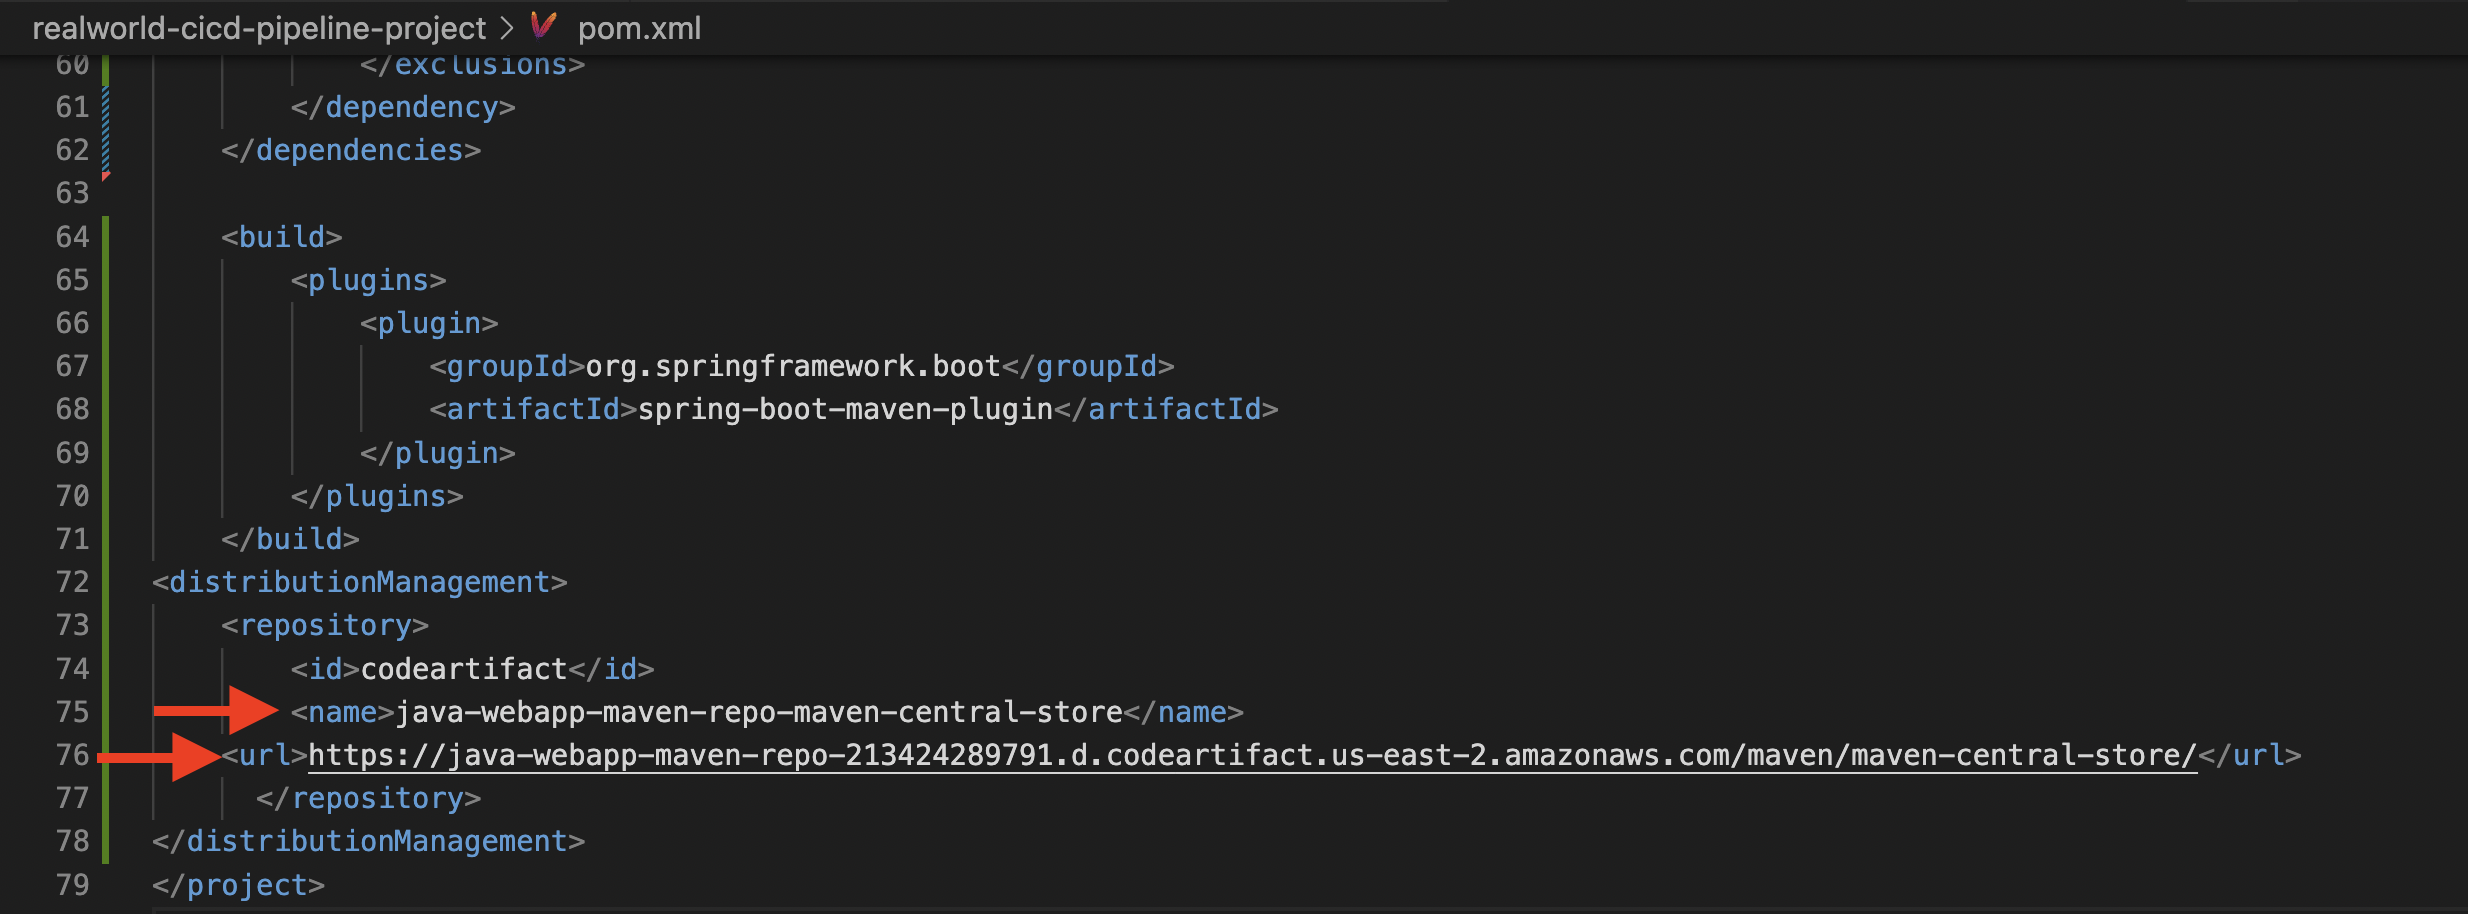 realworld-cicd-pipeline-project > pom.xml
60 </exclusions>
61 </dependency>
62 </dependencies>
63
64 <build>
65 <plugins>
66 <plugin>
67 <groupId>org.springframework.boot</groupId>
68 <artifactId>spring-boot-maven-plugin</artifactId>
69 </plugin>
70 </plugins>
71 </build>
72 <distributionManagement>
73 <repository>
74 <id>codeartifact</id>
75 <name>java-webapp-maven-repo-maven-central-store</name>
76 <url>https://java-webapp-maven-repo-213424289791.d.codeartifact.us-east-2.amazonaws.com/maven/maven-central-store/</url>
77 </repository>
78 </distributionManagement>
79 </project>